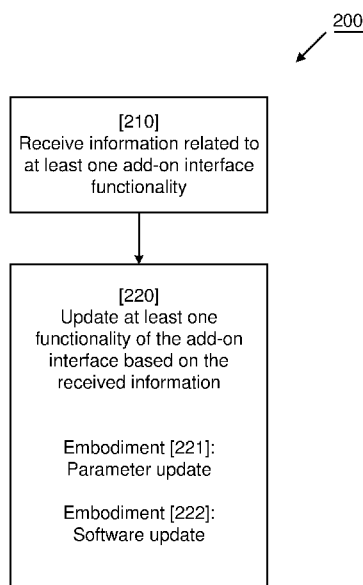 200
[210]
Receive information related to
at least one add-on interface
functionality
[220]
Update at least one
functionality of the add-on
interface based on the
received information
Embodiment [221]:
Parameter update
Embodiment [222]:
Software update